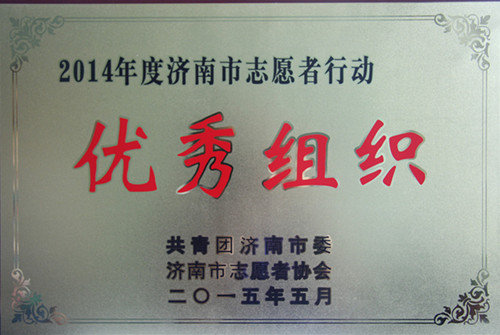 2014年度济南市志愿者行动
优秀组织
共青团济南市委
济南市志愿者协会
二〇一五年五月